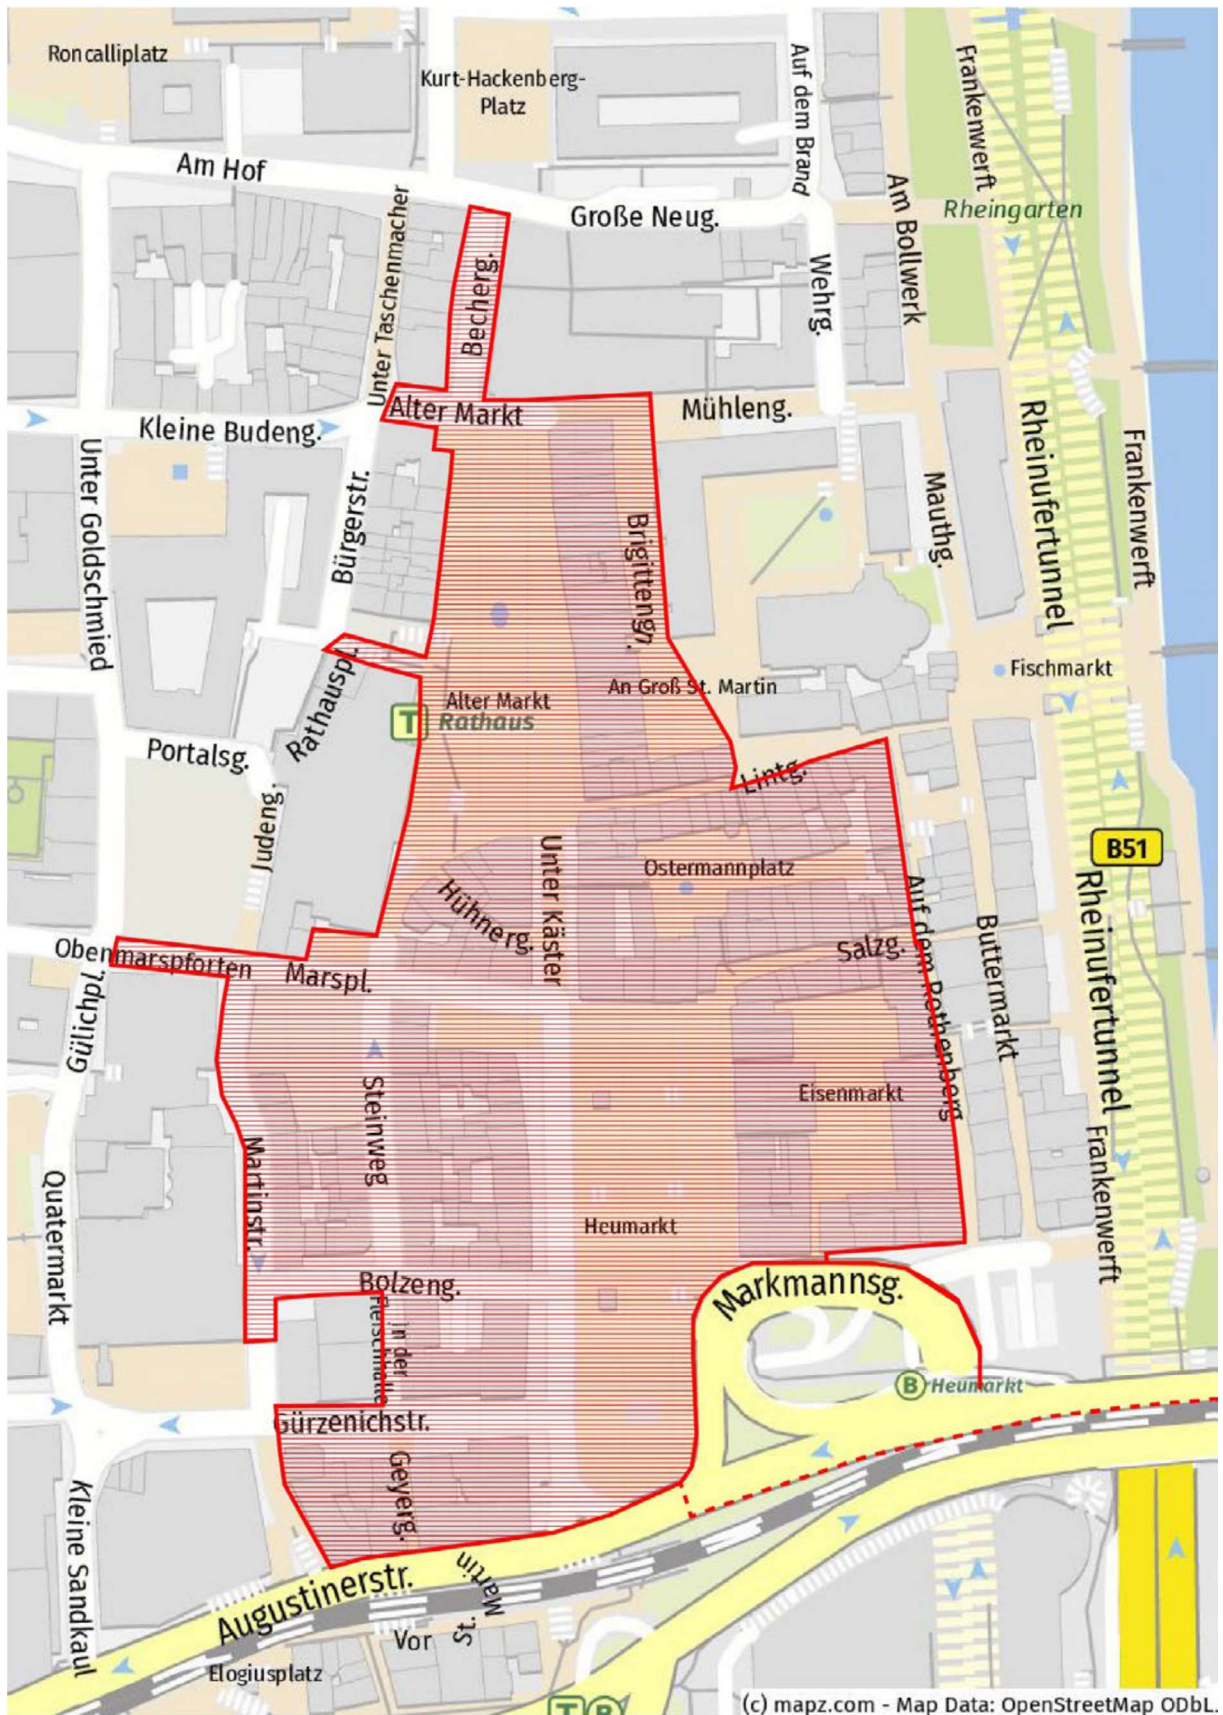 Roncalliplatz
Kurt-Hackenberg-
Platz
Auf dem Brand
Frankenwerft
Am Hof
Unter Taschenmacher
Große Neug.
Am Bollwerk
Rheingarten
Becherg.
Wehrg.
Alter Markt
Mühleng.
Kleine Budeng.
Unter Goldschmied
Bürgerstr.
Rheinufertunnel
Frankenwerft
Mauthg.
Brigittengn
.
Fischmarkt
Rathauspl.
An Groß St. Martin
Alter Markt
T Rathaus
Portalsg.
Lintg.
Judeng.
B51
Ostermannplatz
Unter Käster
Hühnerg.
Auf dem Rothenberg
Rheinufertunnel
Buttermarkt
Salzg.
Obenmarspforten
Marspl.
Gülichpl.
Steinweg
Eisenmarkt
Martinstr.
Frankenwerft
Quatermarkt
Heumarkt
Bolzeng.
Markmannsg.
In der
Fleischhalle
B Heumarkt
Gürzenichstr.
Geyerg.
Kleine Sandkaul
Augustinerstr.
Vor
St.
Martin
Elogiusplatz
T B
(c) mapz.com - Map Data: OpenStreetMap ODbL.